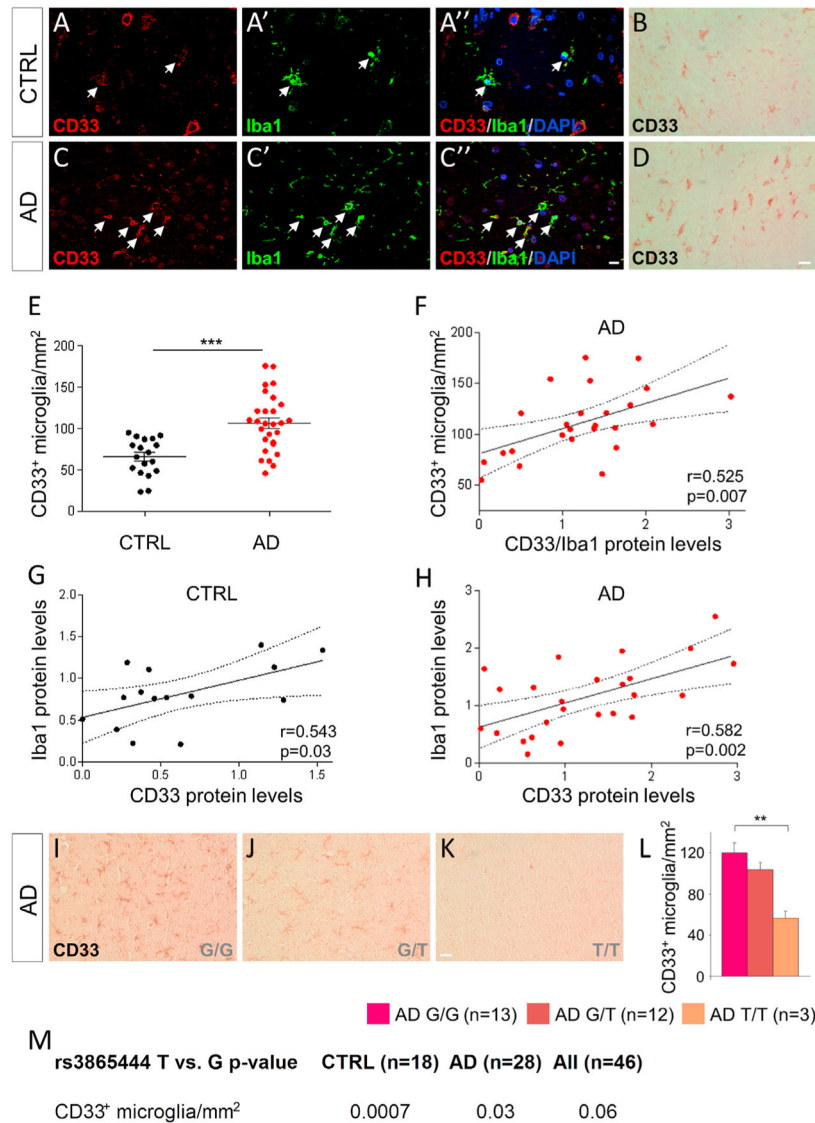 A
A′
A″
B
CTRL
CD33
Iba1
CD33/Iba1/DAPI
CD33
C
C′
C″
D
AD
CD33
Iba1
CD33/Iba1/DAPI
CD33
E
CD33⁺ microglia/mm²
200
150
100
50
0
***
CTRL
AD
F
AD
CD33⁺ microglia/mm²
200
150
100
50
0
1
2
3
r=0.525
p=0.007
CD33/Iba1 protein levels
G
CTRL
Iba1 protein levels
2.0
1.5
1.0
0.5
0.0
0.0
0.5
1.0
1.5
r=0.543
p=0.03
CD33 protein levels
H
AD
Iba1 protein levels
3
2
1
0
0
1
2
3
r=0.582
p=0.002
CD33 protein levels
AD
I
CD33
G/G
J
G/T
K
T/T
L
CD33⁺ microglia/mm²
120
80
40
0
**
AD G/G (n=13)
AD G/T (n=12)
AD T/T (n=3)
M
rs3865444 T vs. G p-value CTRL (n=18) AD (n=28) All (n=46)
CD33⁺ microglia/mm² 0.0007 0.03 0.06